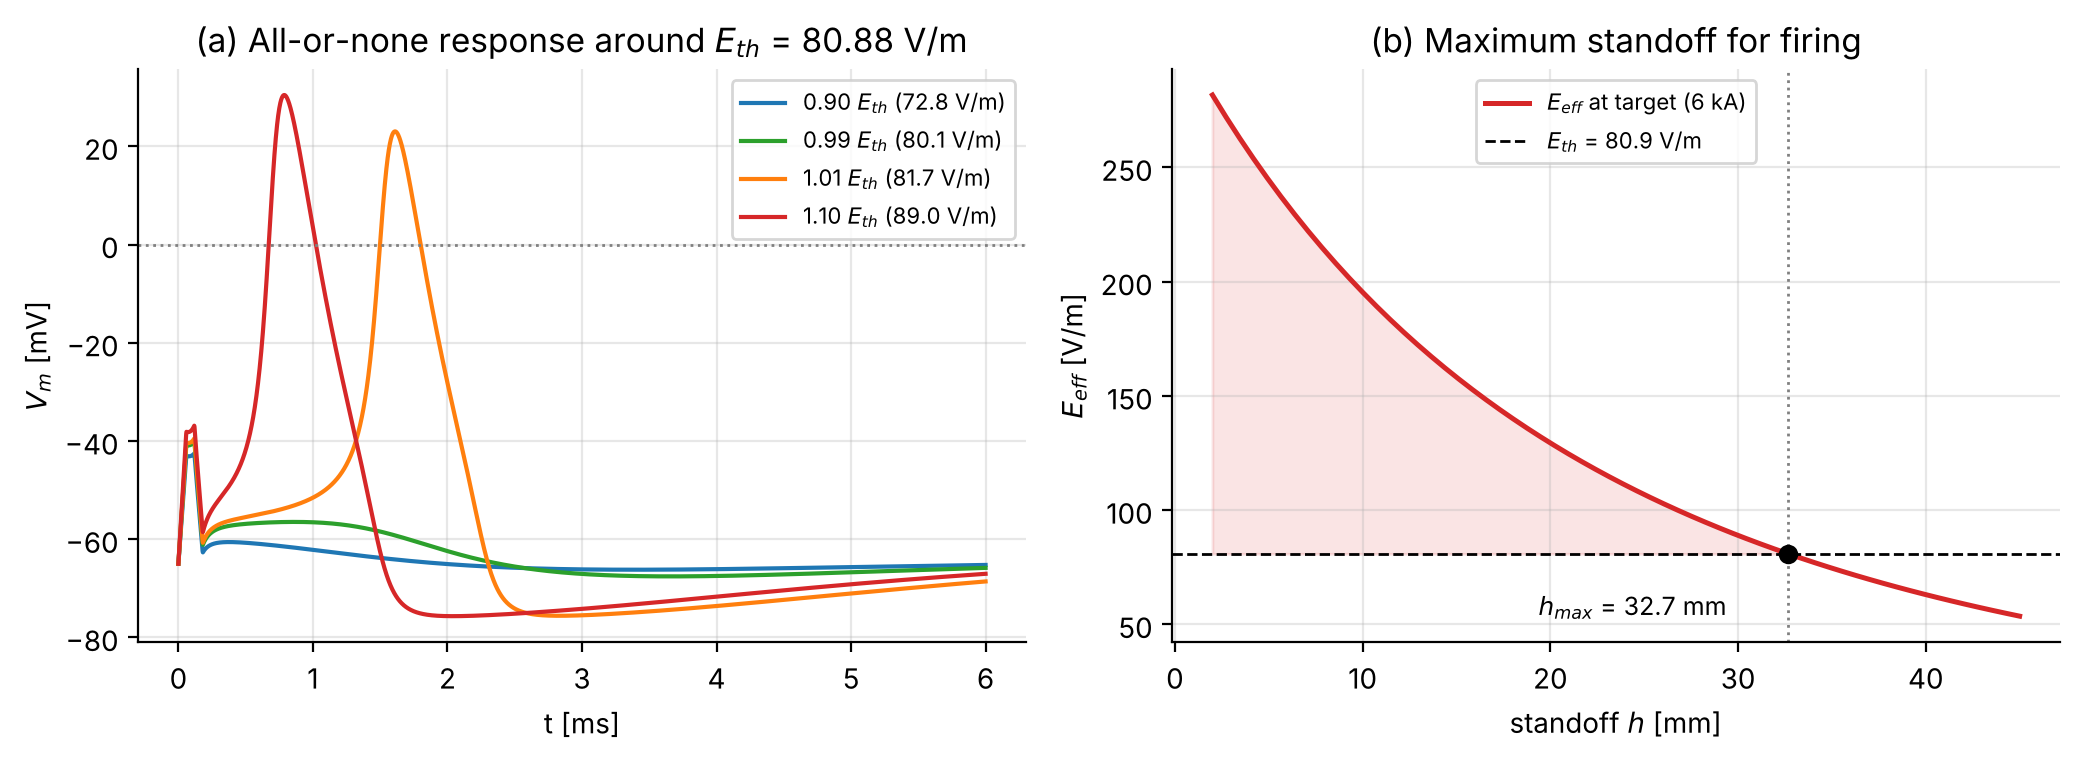 (a) All-or-none response around E_th = 80.88 V/m
0.90 E_th (72.8 V/m)
0.99 E_th (80.1 V/m)
1.01 E_th (81.7 V/m)
1.10 E_th (89.0 V/m)
V_m [mV]
20
0
−20
−40
−60
−80
0 1 2 3 4 5 6
t [ms]
(b) Maximum standoff for firing
E_eff at target (6 kA)
E_th = 80.9 V/m
E_eff [V/m]
250
200
150
100
50
h_max = 32.7 mm
0 10 20 30 40
standoff h [mm]